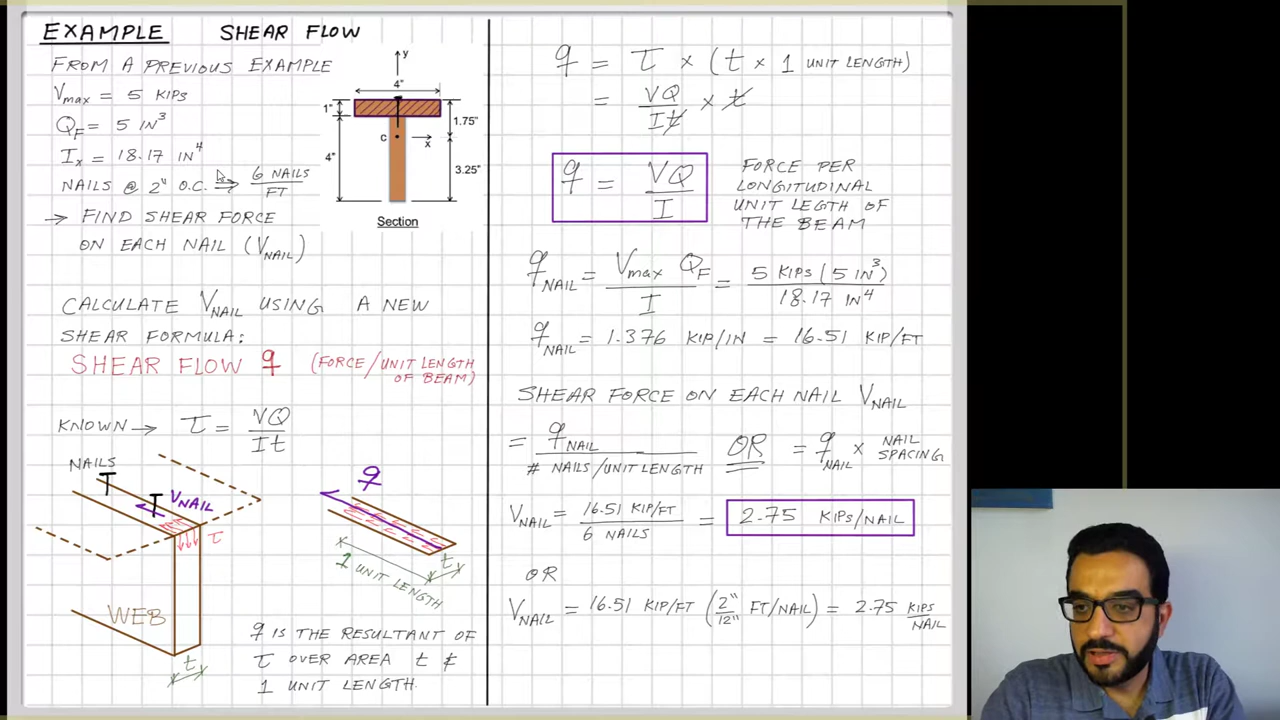 EXAMPLE SHEAR FLOW
FROM A PREVIOUS EXAMPLE
Vmax = 5 KIPS
QF = 5 IN³
Ix = 18.17 IN⁴
NAILS @ 2" O.C. ⇒ 6 NAILS/FT
→ FIND SHEAR FORCE
ON EACH NAIL (VNAIL)
y
4"
1"
1.75"
c
x
4"
3.25"
Section
CALCULATE VNAIL USING A NEW
SHEAR FORMULA:
SHEAR FLOW q (FORCE/UNIT LENGTH
OF BEAM)
KNOWN → τ = VQ/It
NAILS
VNAIL
τ
WEB
t
q
t
1 UNIT LENGTH
q IS THE RESULTANT OF
τ OVER AREA t &
1 UNIT LENGTH.
q = τ × (t × 1 UNIT LENGTH)
= VQ/It × t
q = VQ/I
FORCE PER
LONGITUDINAL
UNIT LEGTH OF
THE BEAM
qNAIL = Vmax QF/I = 5 KIPS (5 IN³)/18.17 IN⁴
qNAIL = 1.376 KIP/IN = 16.51 KIP/FT
SHEAR FORCE ON EACH NAIL VNAIL
= qNAIL/# NAILS/UNIT LENGTH OR = qNAIL × NAIL SPACING
VNAIL = 16.51 KIP/FT/6 NAILS = 2.75 KIPS/NAIL
OR
VNAIL = 16.51 KIP/FT (2"/12" FT/NAIL) = 2.75 KIPS/NAIL